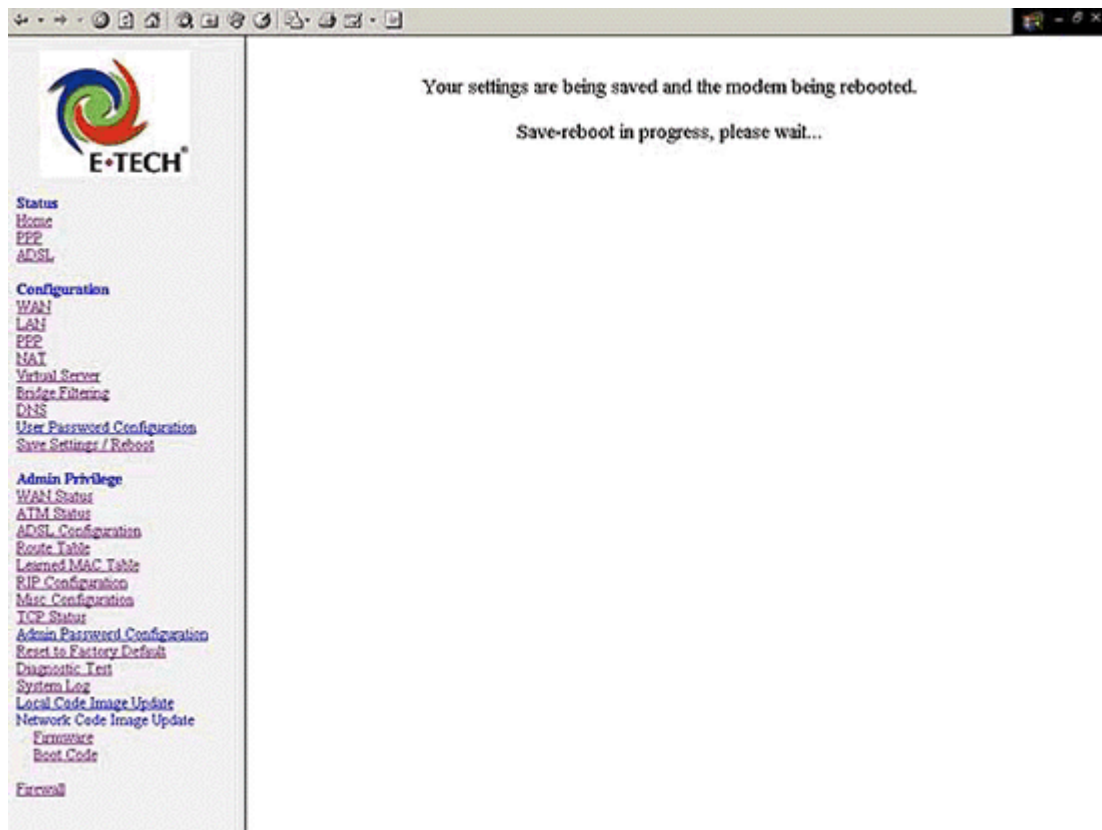 E•TECH®
Status
Home
PPP
ADSL
Configuration
WAN
LAN
PPP
NAT
Virtual Server
Bridge Filtering
DNS
User Password Configuration
Save Settings / Reboot
Admin Privilege
WAN Status
ATM Status
ADSL Configuration
Route Table
Learned MAC Table
RIP Configuration
Misc Configuration
TCP Status
Admin Password Configuration
Reset to Factory Default
Diagnostic Test
System Log
Local Code Image Update
Network Code Image Update
Firmware
Boot Code
Firewall
Your settings are being saved and the modem being rebooted.
Save-reboot in progress, please wait...